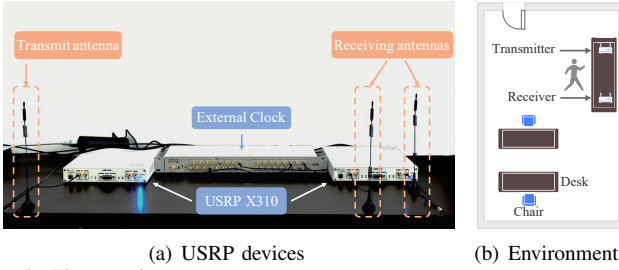 Transmit antenna
Receiving antennas
External Clock
USRP X310
(a) USRP devices
Transmitter
Receiver
Desk
Chair
(b) Environment